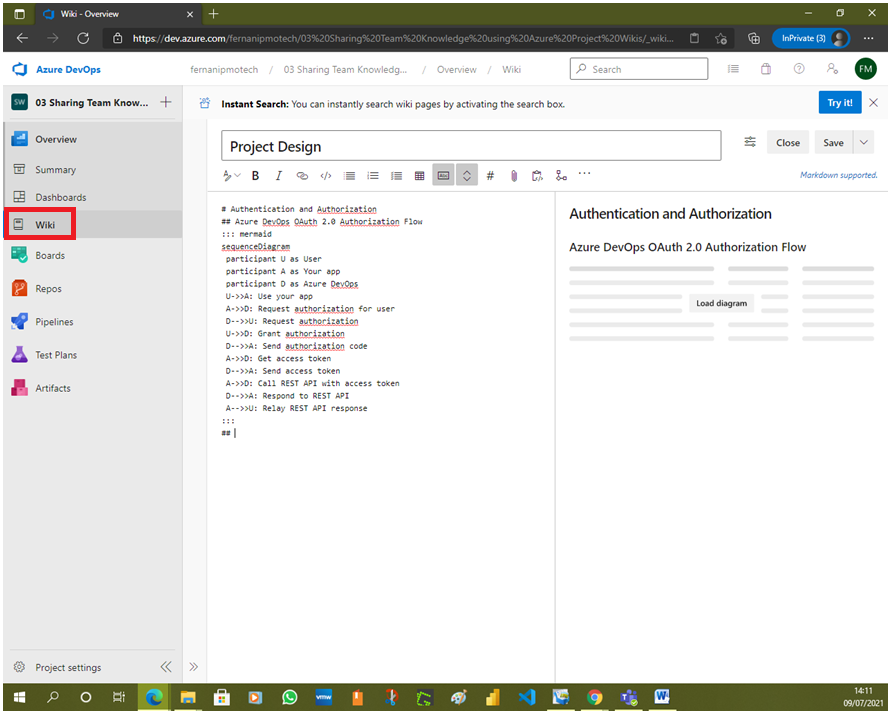 Wiki - Overview
https://dev.azure.com/fernanipmotech/03%20Sharing%20Team%20Knowledge%20using%20Azure%20Project%20Wikis/_wiki...
InPrivate (3)
Azure DevOps
fernanipmotech / 03 Sharing Team Knowledg... / Overview / Wiki
Search
FM
SW
03 Sharing Team Know...
Instant Search: You can instantly search wiki pages by activating the search box.
Try it!
Overview
Summary
Dashboards
Wiki
Boards
Repos
Pipelines
Test Plans
Artifacts
Project settings
Project Design
Close
Save
B I </> #
Markdown supported.
# Authentication and Authorization
## Azure DevOps OAuth 2.0 Authorization Flow
::: mermaid
sequenceDiagram
participant U as User
participant A as Your app
participant D as Azure DevOps
U->>A: Use your app
A->>D: Request authorization for user
D-->>U: Request authorization
U->>D: Grant authorization
D-->>A: Send authorization code
A->>D: Get access token
D-->>A: Send access token
A->>D: Call REST API with access token
D-->>A: Respond to REST API
A-->>U: Relay REST API response
:::
##
Authentication and Authorization
Azure DevOps OAuth 2.0 Authorization Flow
Load diagram
vmw
14:11
09/07/2021